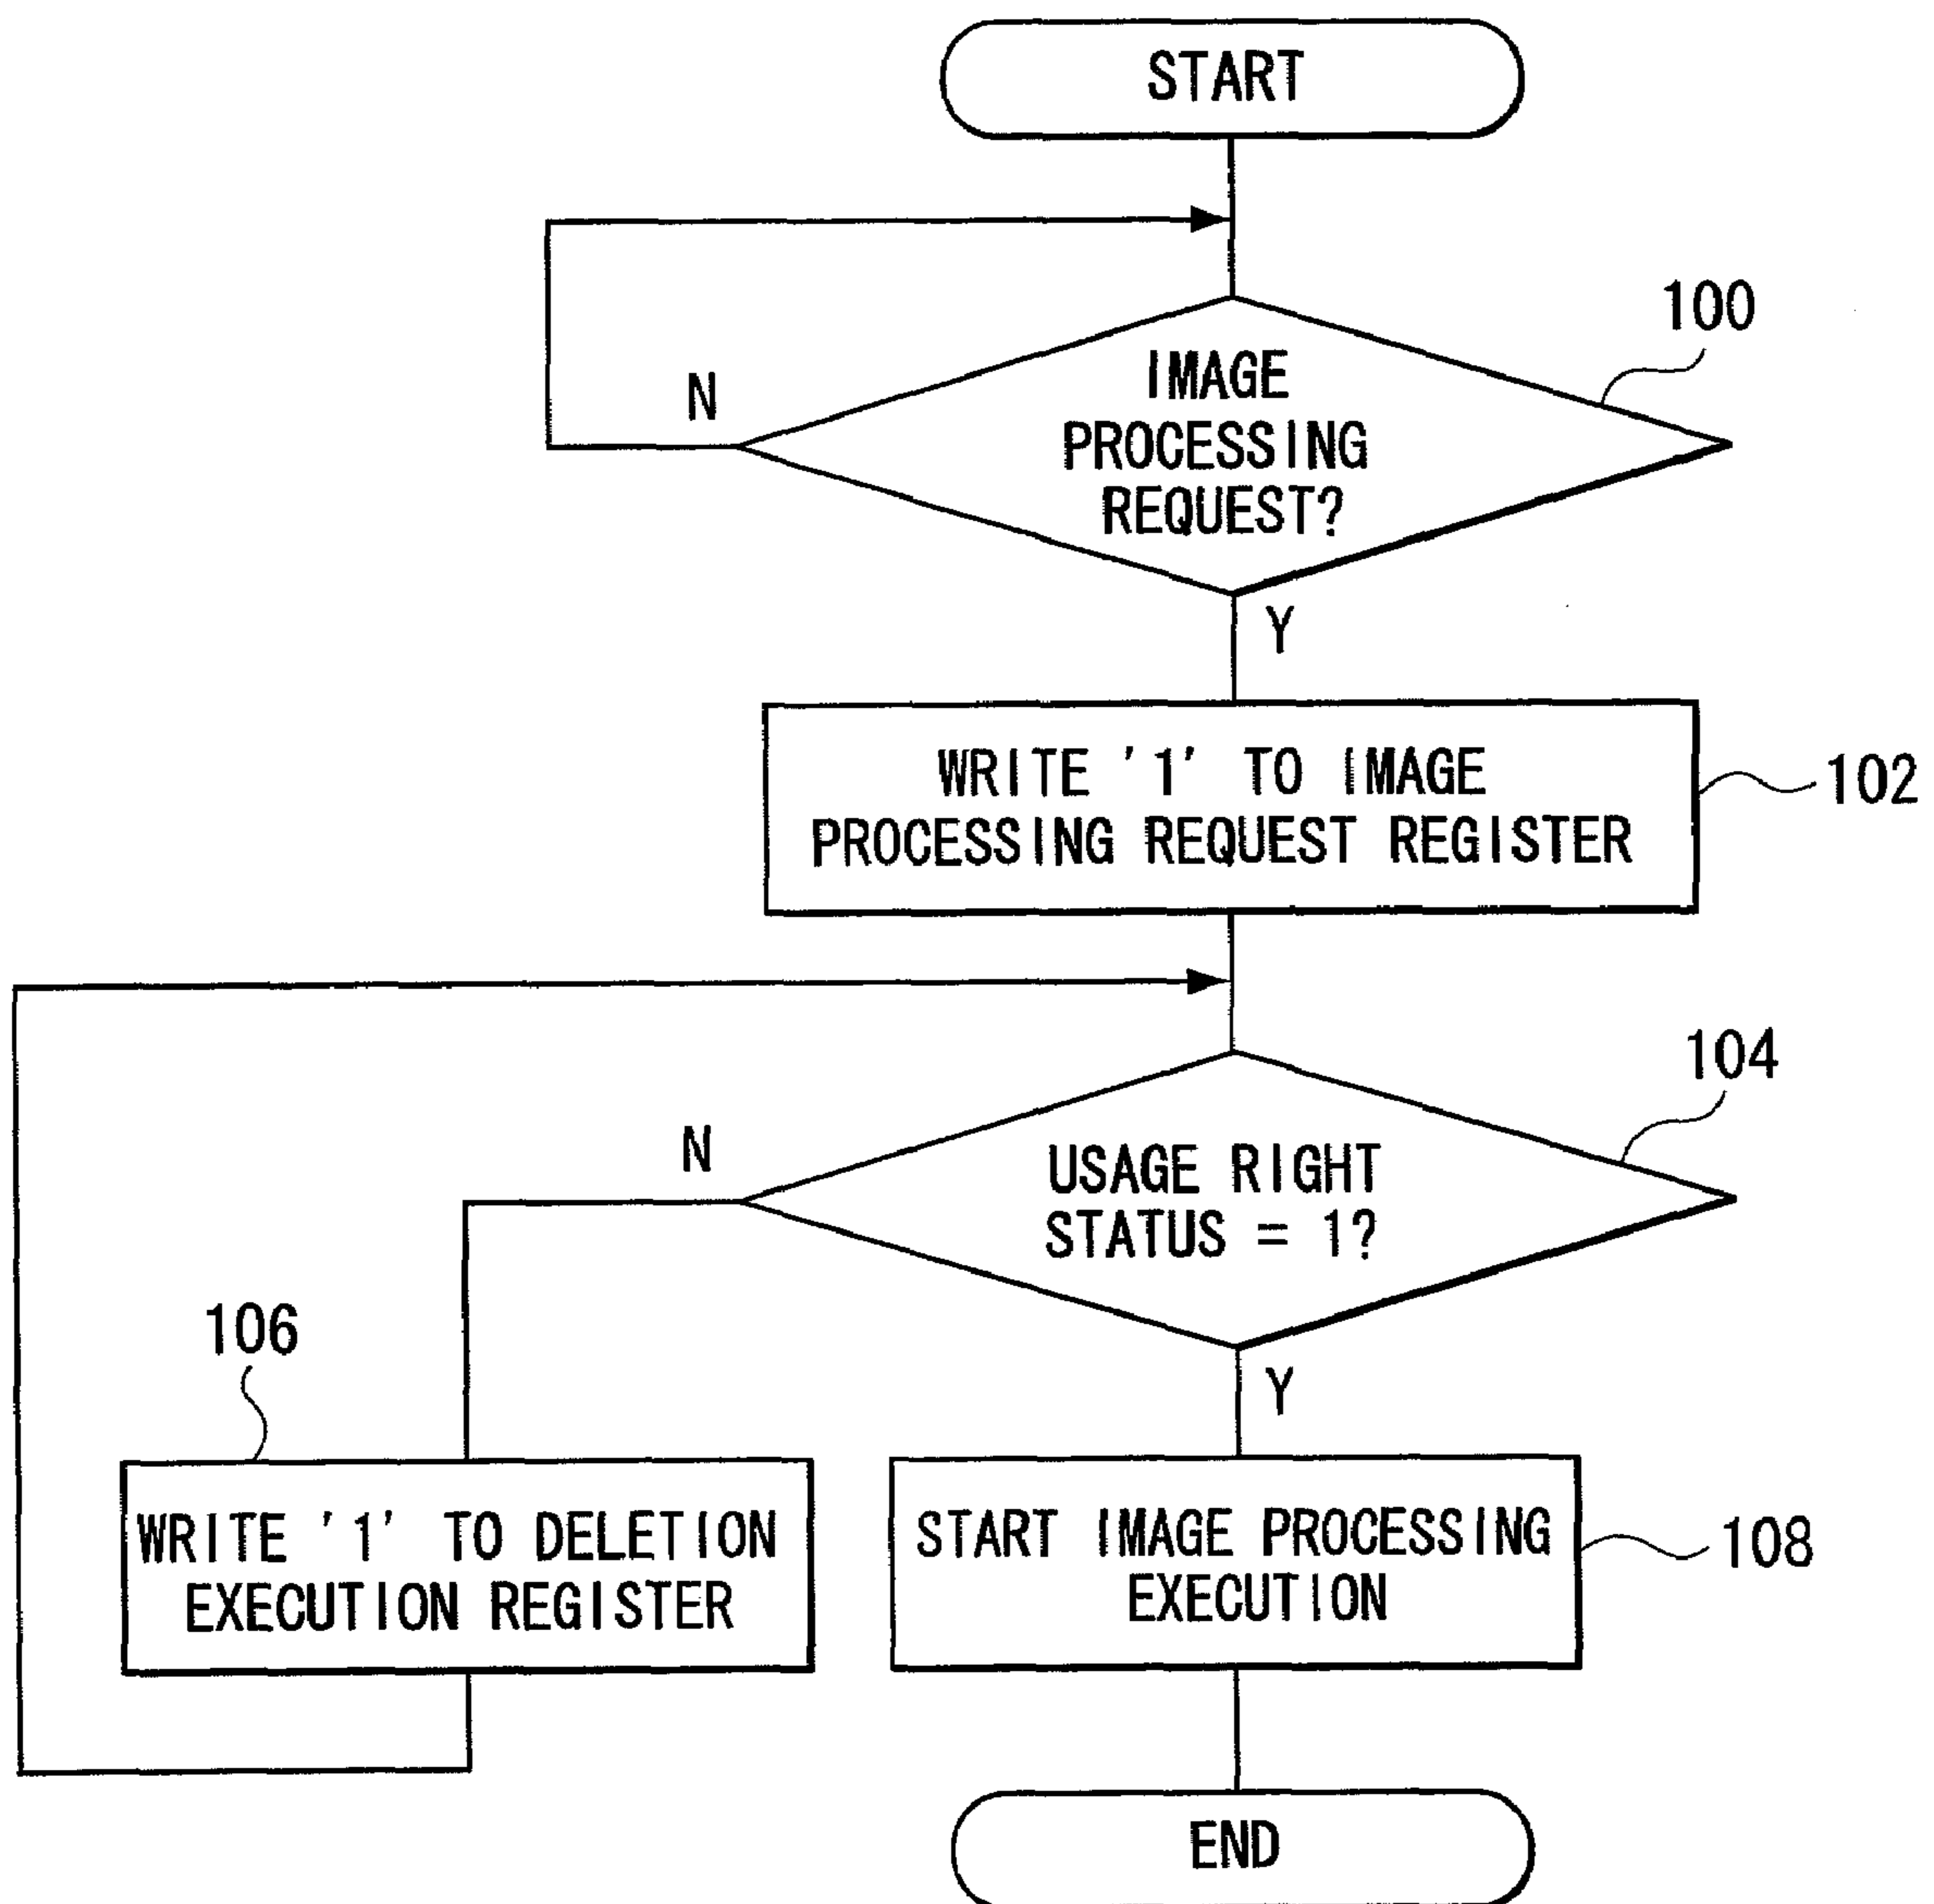 START
100
IMAGE
PROCESSING
REQUEST?
N
Y
WRITE '1' TO IMAGE
PROCESSING REQUEST REGISTER
102
104
N
USAGE RIGHT
STATUS = 1?
Y
106
WRITE '1' TO DELETION
EXECUTION REGISTER
START IMAGE PROCESSING
EXECUTION
108
END